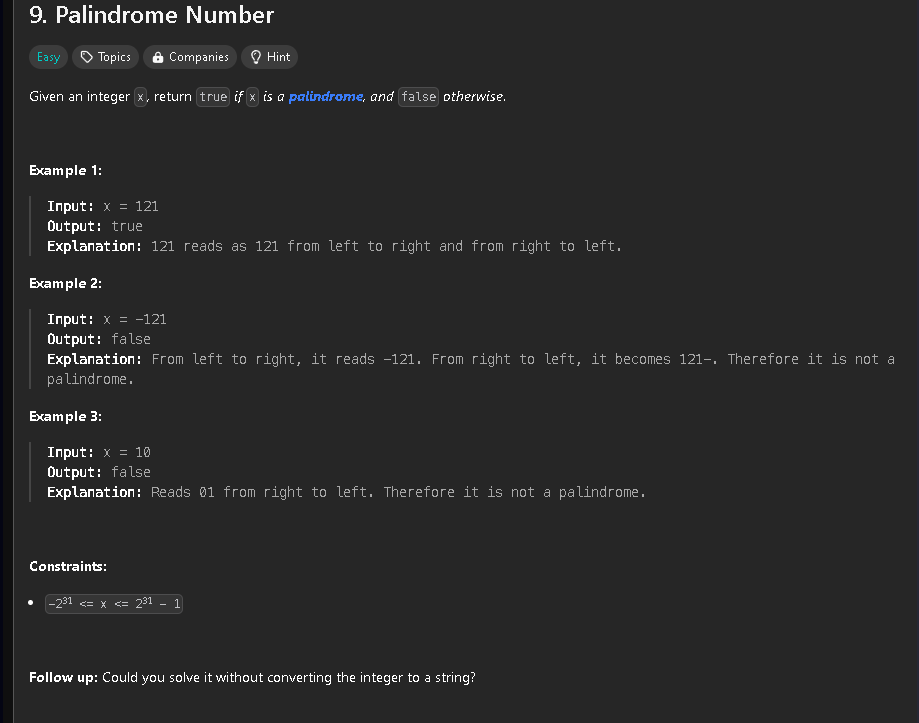 9. Palindrome Number
Easy Topics Companies Hint
Given an integer x, return true if x is a palindrome, and false otherwise.
Example 1:
Input: x = 121
Output: true
Explanation: 121 reads as 121 from left to right and from right to left.
Example 2:
Input: x = -121
Output: false
Explanation: From left to right, it reads -121. From right to left, it becomes 121-. Therefore it is not a
palindrome.
Example 3:
Input: x = 10
Output: false
Explanation: Reads 01 from right to left. Therefore it is not a palindrome.
Constraints:
• -2³¹ <= x <= 2³¹ - 1
Follow up: Could you solve it without converting the integer to a string?